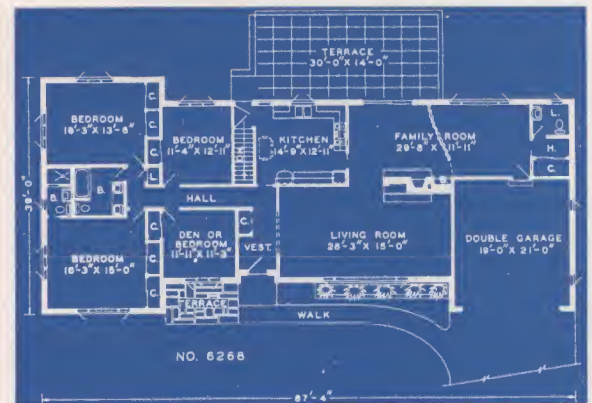 TERRACE
30'-0" X 14'-0"
BEDROOM
16'-3" X 13'-6"
C.
C.
C.
L.
BEDROOM
11'-4" X 12'-11"
KITCHEN
14'-9" X 12'-11"
FAMILY ROOM
29'-8" X 11'-11"
L.
H.
C.
B.
B.
HALL
39'-0"
BEDROOM
16'-3" X 15'-0"
C.
C.
C.
DEN OR
BEDROOM
11'-11" X 11'-3"
C.
VEST.
LIVING ROOM
26'-3" X 15'-0"
DOUBLE GARAGE
19'-0" X 21'-0"
TERRACE
WALK
NO. 6268
87'-4"